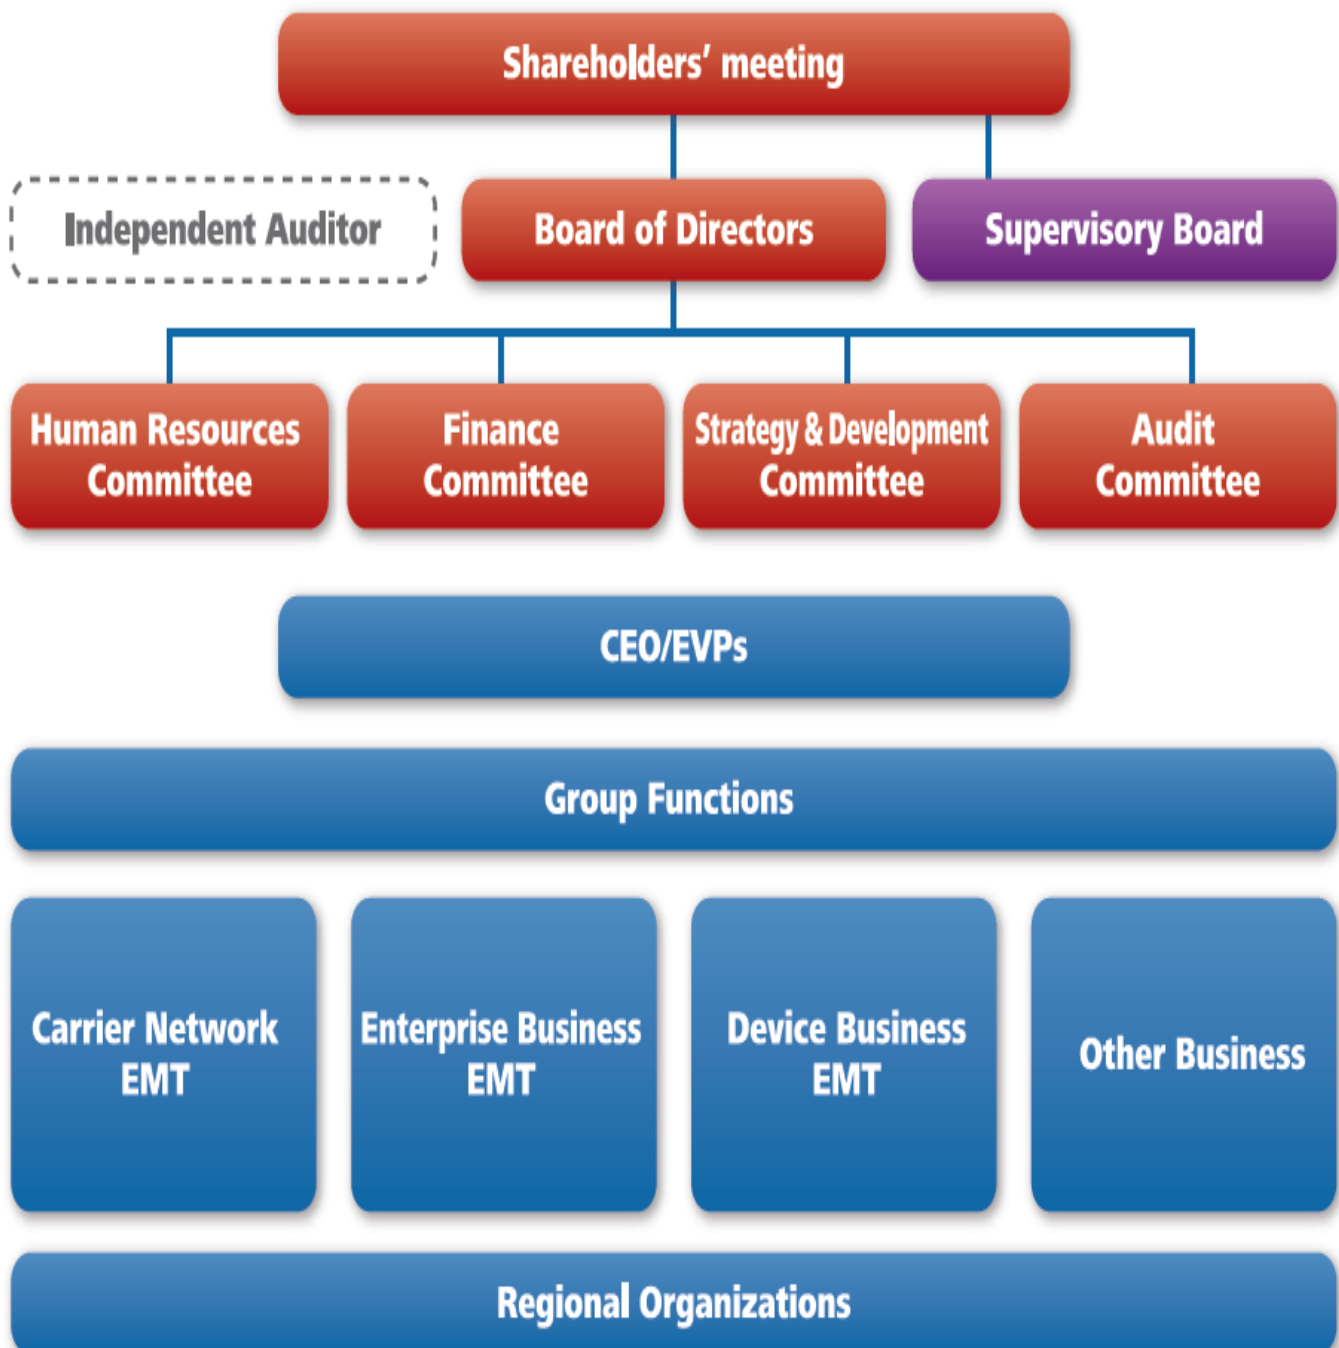 Shareholders’ meeting
Independent Auditor
Board of Directors
Supervisory Board
Human Resources
Committee
Finance
Committee
Strategy & Development
Committee
Audit
Committee
CEO/EVPs
Group Functions
Carrier Network
EMT
Enterprise Business
EMT
Device Business
EMT
Other Business
Regional Organizations